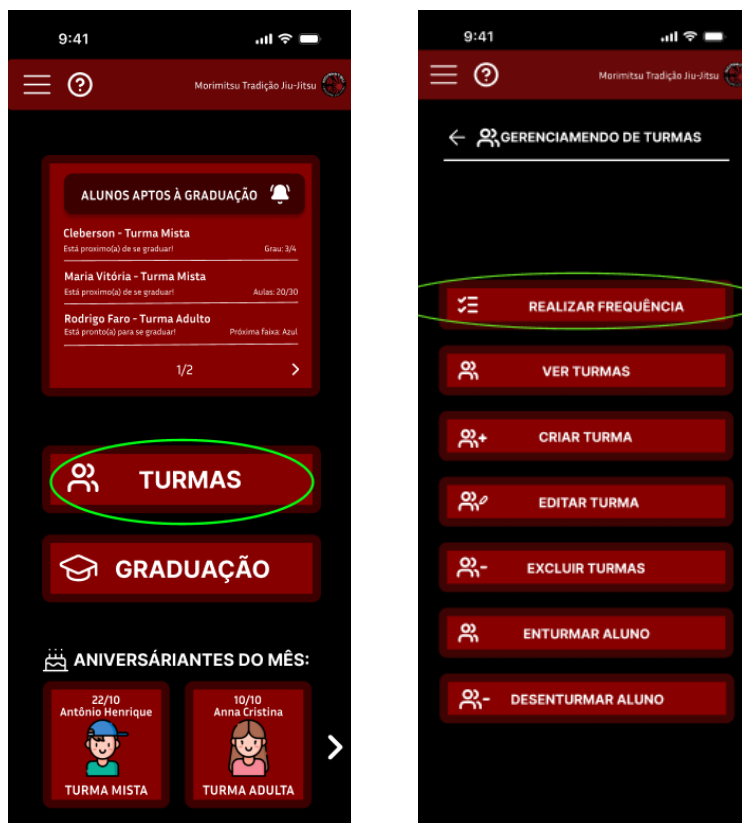 9:41
Morimitsu Tradição Jiu-Jitsu
ALUNOS APTOS À GRADUAÇÃO
Cleberson - Turma Mista
Está proximo(a) de se graduar! Grau: 3/4
Maria Vitória - Turma Mista
Está proximo(a) de se graduar! Aulas: 20/30
Rodrigo Faro - Turma Adulto
Está pronto(a) para se graduar! Próxima faixa: Azul
1/2
TURMAS
GRADUAÇÃO
ANIVERSÁRIANTES DO MÊS:
22/10
Antônio Henrique
TURMA MISTA
10/10
Anna Cristina
TURMA ADULTA
9:41
Morimitsu Tradição Jiu-Jitsu
GERENCIAMENDO DE TURMAS
REALIZAR FREQUÊNCIA
VER TURMAS
CRIAR TURMA
EDITAR TURMA
EXCLUIR TURMAS
ENTURMAR ALUNO
DESENTURMAR ALUNO